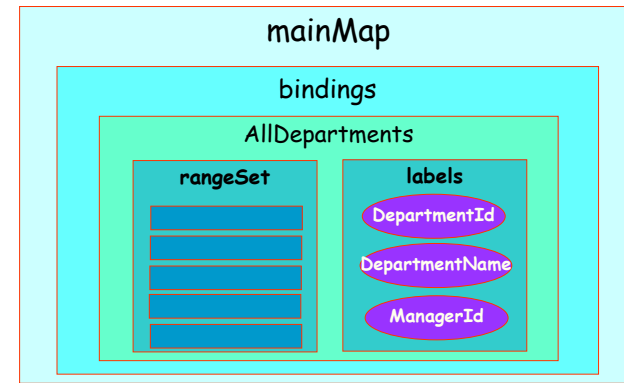 mainMap
bindings
AllDepartments
rangeSet
labels
DepartmentId
DepartmentName
ManagerId